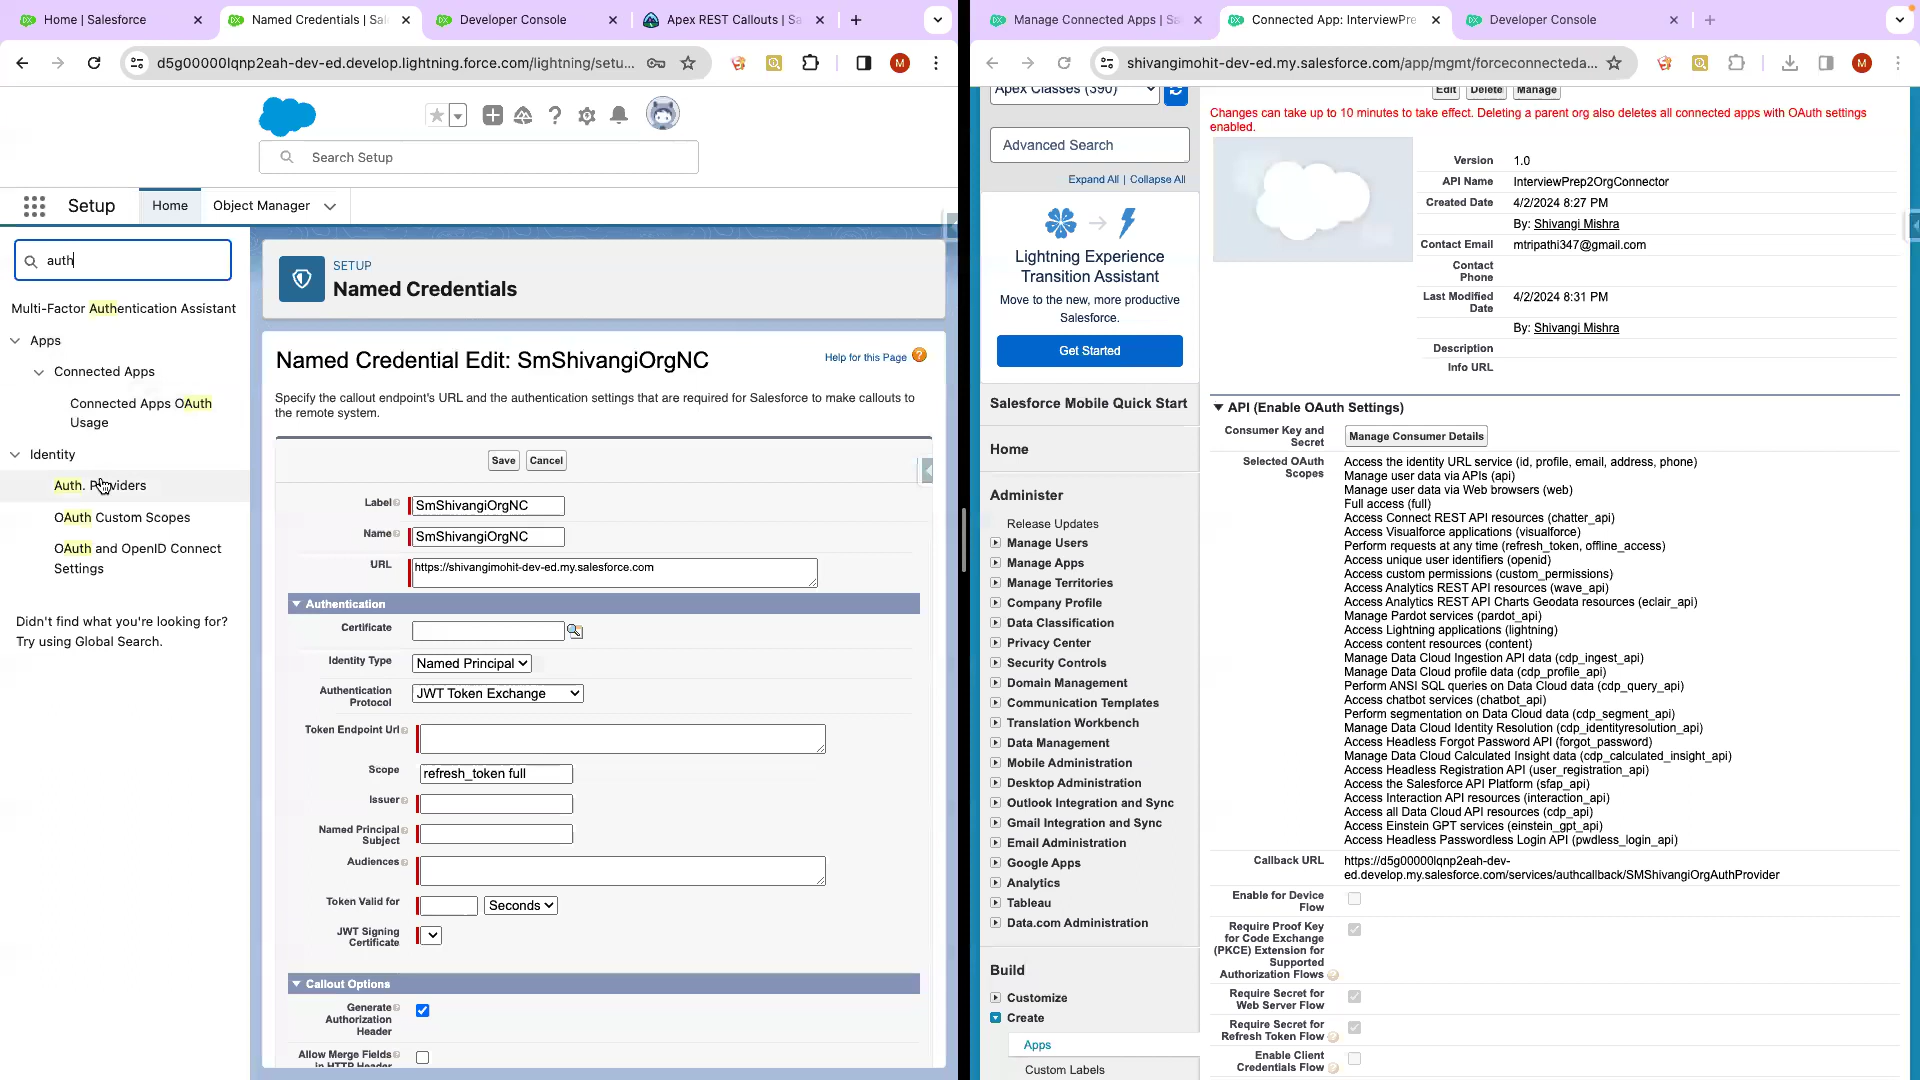 Home | Salesforce
Named Credentials | Sal
Developer Console
Apex REST Callouts | Sa
d5g00000lqnp2eah-dev-ed.develop.lightning.force.com/lightning/setu...
M
Search Setup
Setup
Home
Object Manager
auth
Multi-Factor Authentication Assistant
Apps
Connected Apps
Connected Apps OAuth
Usage
Identity
Auth. Providers
OAuth Custom Scopes
OAuth and OpenID Connect
Settings
Didn't find what you're looking for?
Try using Global Search.
SETUP
Named Credentials
Named Credential Edit: SmShivangiOrgNC
Help for this Page
Specify the callout endpoint's URL and the authentication settings that are required for Salesforce to make callouts to
the remote system.
Save
Cancel
Label
SmShivangiOrgNC
Name
SmShivangiOrgNC
URL
https://shivangimohit-dev-ed.my.salesforce.com
Authentication
Certificate
Identity Type
Named Principal
Authentication
Protocol
JWT Token Exchange
Token Endpoint Url
Scope
refresh_token full
Issuer
Named Principal
Subject
Audiences
Token Valid for
Seconds
JWT Signing
Certificate
Callout Options
Generate
Authorization
Header
Allow Merge Fields
in HTTP Header
Manage Connected Apps | Sa
Connected App: InterviewPre
Developer Console
shivangimohit-dev-ed.my.salesforce.com/app/mgmt/forceconnecteda...
M
Apex Classes (390)
Advanced Search
Expand All | Collapse All
Lightning Experience
Transition Assistant
Move to the new, more productive
Salesforce.
Get Started
Salesforce Mobile Quick Start
Home
Administer
Release Updates
Manage Users
Manage Apps
Manage Territories
Company Profile
Data Classification
Privacy Center
Security Controls
Domain Management
Communication Templates
Translation Workbench
Data Management
Mobile Administration
Desktop Administration
Outlook Integration and Sync
Gmail Integration and Sync
Email Administration
Google Apps
Analytics
Tableau
Data.com Administration
Build
Customize
Create
Apps
Custom Labels
Edit
Delete
Manage
Changes can take up to 10 minutes to take effect. Deleting a parent org also deletes all connected apps with OAuth settings
enabled.
Version
1.0
API Name
InterviewPrep2OrgConnector
Created Date
4/2/2024 8:27 PM
By: Shivangi Mishra
Contact Email
mtripathi347@gmail.com
Contact
Phone
Last Modified
Date
4/2/2024 8:31 PM
By: Shivangi Mishra
Description
Info URL
API (Enable OAuth Settings)
Consumer Key and
Secret
Manage Consumer Details
Selected OAuth
Scopes
Access the identity URL service (id, profile, email, address, phone)
Manage user data via APIs (api)
Manage user data via Web browsers (web)
Full access (full)
Access Connect REST API resources (chatter_api)
Access Visualforce applications (visualforce)
Perform requests at any time (refresh_token, offline_access)
Access unique user identifiers (openid)
Access custom permissions (custom_permissions)
Access Analytics REST API resources (wave_api)
Access Analytics REST API Charts Geodata resources (eclair_api)
Manage Pardot services (pardot_api)
Access Lightning applications (lightning)
Access content resources (content)
Manage Data Cloud Ingestion API data (cdp_ingest_api)
Manage Data Cloud profile data (cdp_profile_api)
Perform ANSI SQL queries on Data Cloud data (cdp_query_api)
Access chatbot services (chatbot_api)
Perform segmentation on Data Cloud data (cdp_segment_api)
Manage Data Cloud Identity Resolution (cdp_identityresolution_api)
Access Headless Forgot Password API (forgot_password)
Manage Data Cloud Calculated Insight data (cdp_calculated_insight_api)
Access Headless Registration API (user_registration_api)
Access the Salesforce API Platform (sfap_api)
Access Interaction API resources (interaction_api)
Access all Data Cloud API resources (cdp_api)
Access Einstein GPT services (einstein_gpt_api)
Access Headless Passwordless Login API (pwdless_login_api)
Callback URL
https://d5g00000lqnp2eah-dev-
ed.develop.my.salesforce.com/services/authcallback/SMShivangiOrgAuthProvider
Enable for Device
Flow
Require Proof Key
for Code Exchange
(PKCE) Extension for
Supported
Authorization Flows
Require Secret for
Web Server Flow
Require Secret for
Refresh Token Flow
Enable Client
Credentials Flow